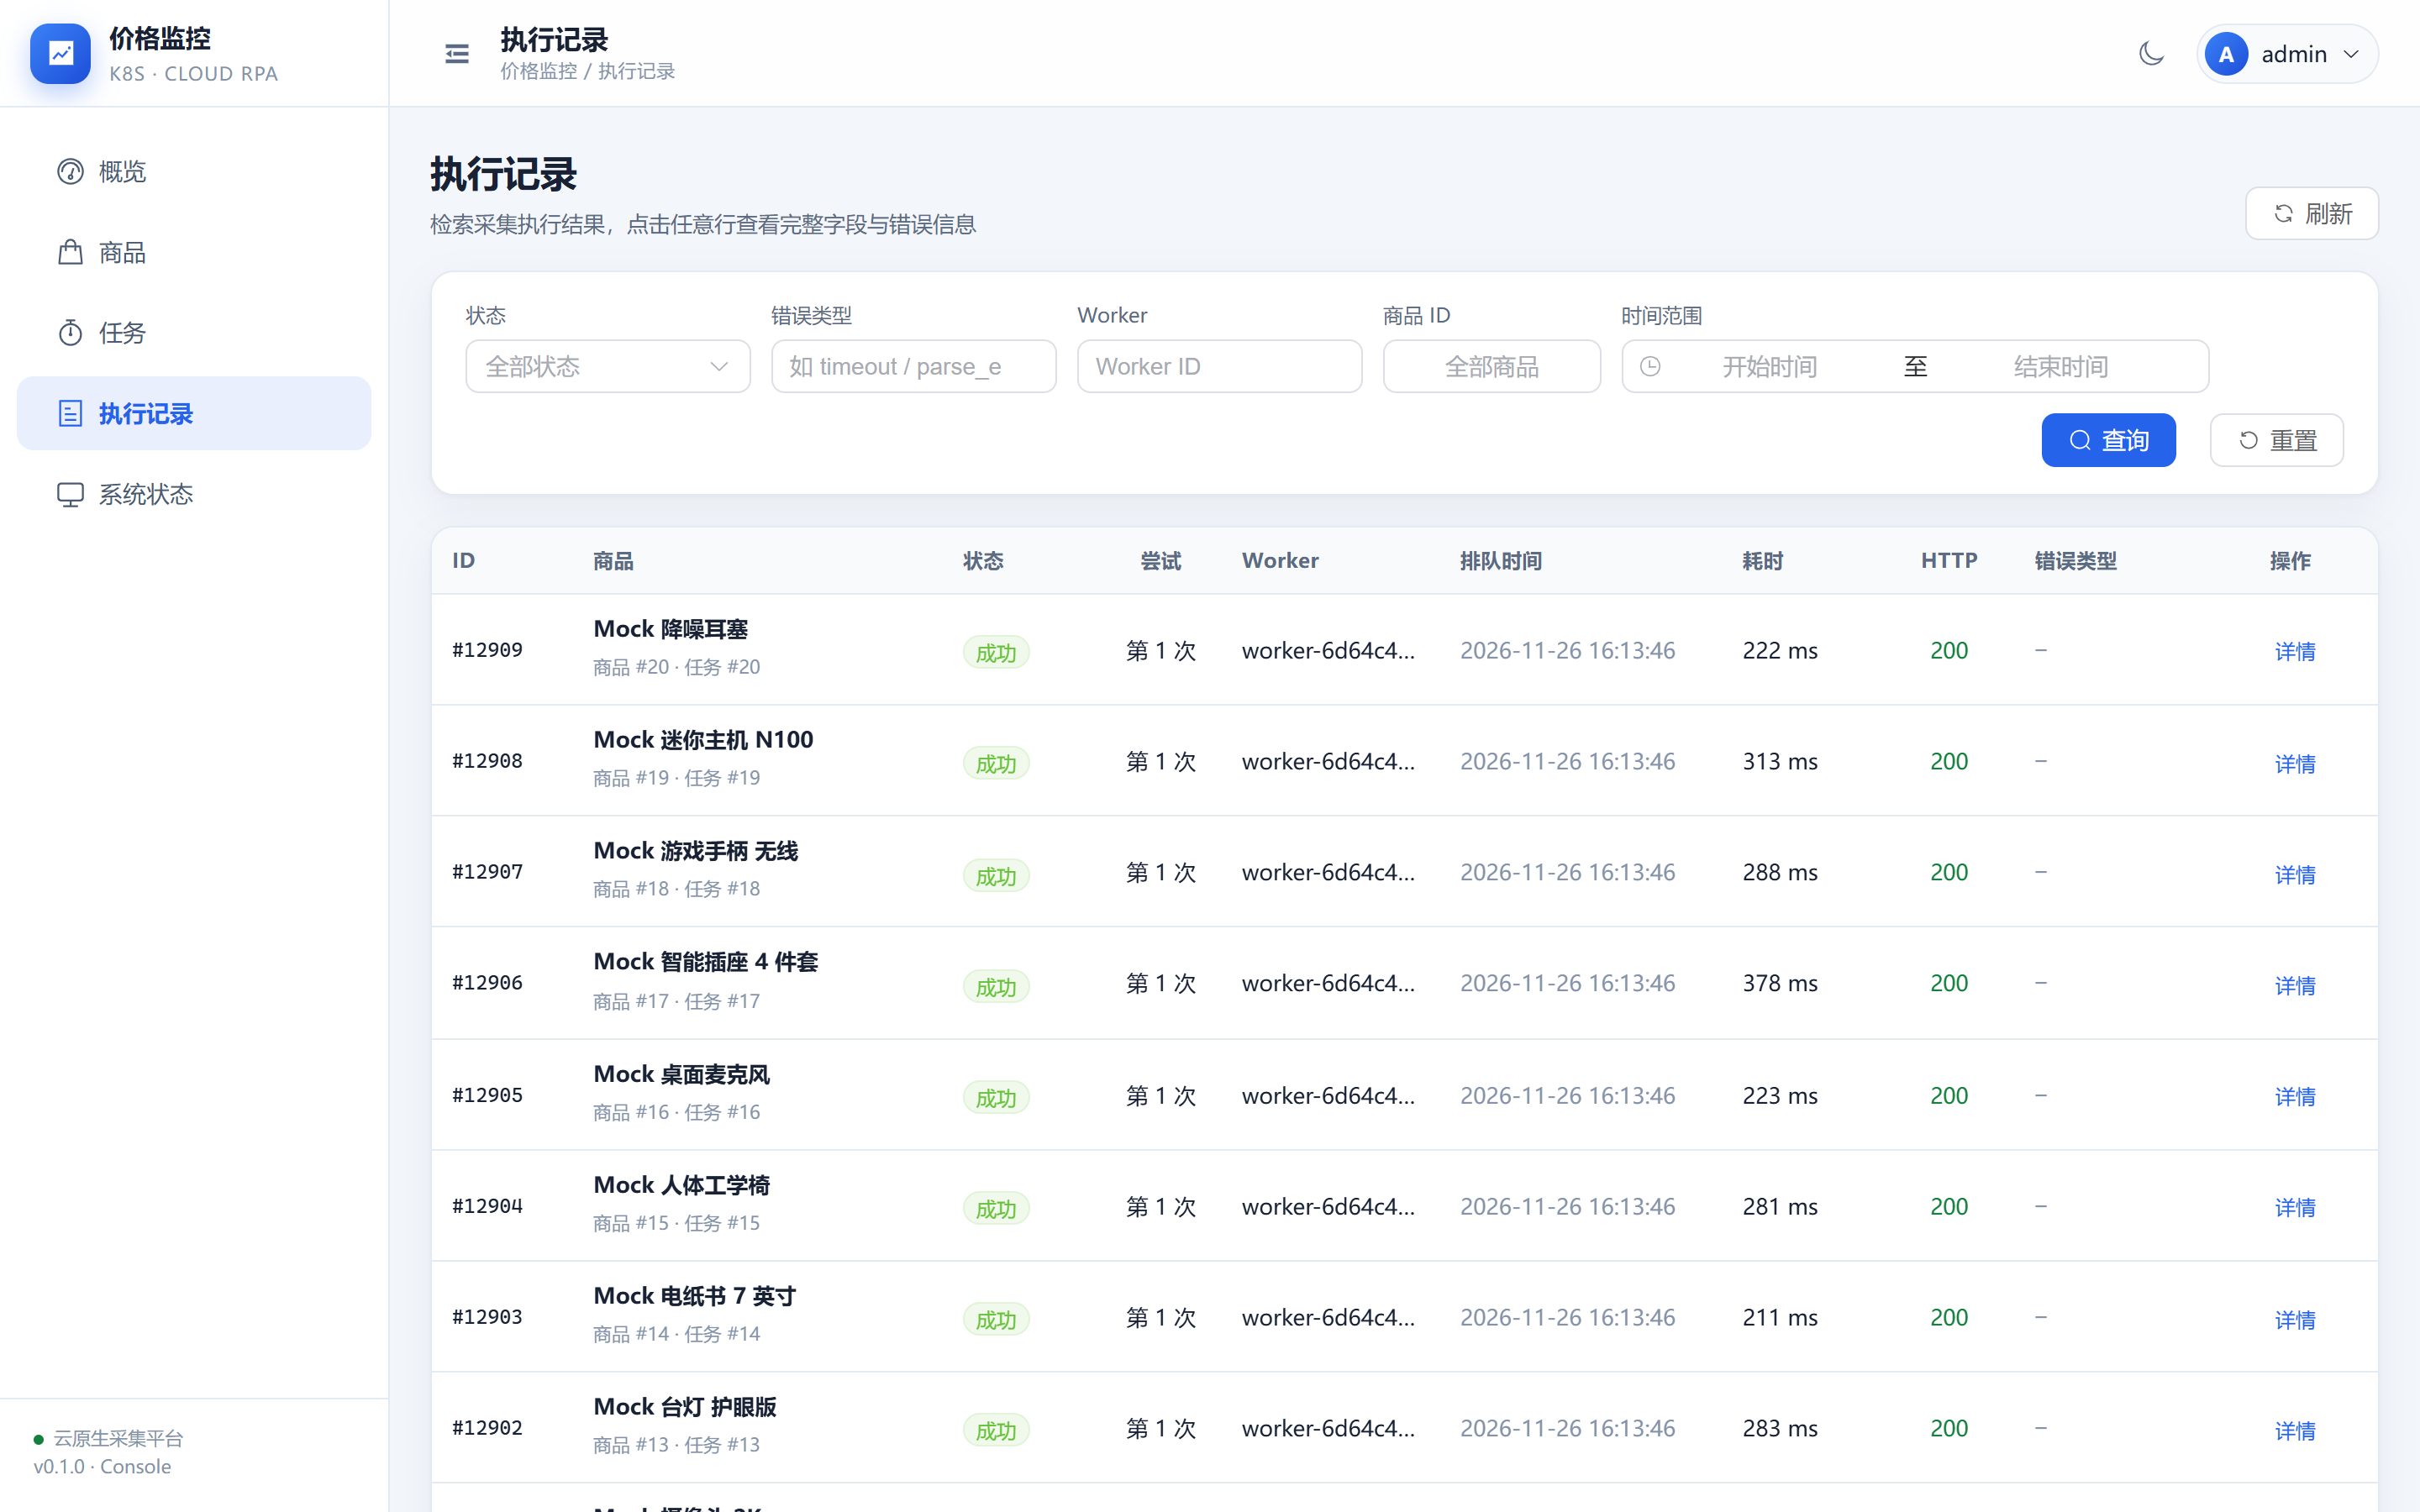 价格监控
K8S · CLOUD RPA
执行记录
价格监控 / 执行记录
A admin
概览
商品
任务
执行记录
系统状态
云原生采集平台
v0.1.0 · Console
执行记录
检索采集执行结果，点击任意行查看完整字段与错误信息
刷新
状态 错误类型 Worker 商品 ID 时间范围
全部状态 如 timeout / parse_e Worker ID 全部商品 开始时间 至 结束时间
查询 重置
ID 商品 状态 尝试 Worker 排队时间 耗时 HTTP 错误类型 操作
Mock 降噪耳塞
#12909 成功 第 1 次 worker-6d64c4... 2026-11-26 16:13:46 222 ms 200 – 详情
商品 #20 · 任务 #20
Mock 迷你主机 N100
#12908 成功 第 1 次 worker-6d64c4... 2026-11-26 16:13:46 313 ms 200 – 详情
商品 #19 · 任务 #19
Mock 游戏手柄 无线
#12907 成功 第 1 次 worker-6d64c4... 2026-11-26 16:13:46 288 ms 200 – 详情
商品 #18 · 任务 #18
Mock 智能插座 4 件套
#12906 成功 第 1 次 worker-6d64c4... 2026-11-26 16:13:46 378 ms 200 – 详情
商品 #17 · 任务 #17
Mock 桌面麦克风
#12905 成功 第 1 次 worker-6d64c4... 2026-11-26 16:13:46 223 ms 200 – 详情
商品 #16 · 任务 #16
Mock 人体工学椅
#12904 成功 第 1 次 worker-6d64c4... 2026-11-26 16:13:46 281 ms 200 – 详情
商品 #15 · 任务 #15
Mock 电纸书 7 英寸
#12903 成功 第 1 次 worker-6d64c4... 2026-11-26 16:13:46 211 ms 200 – 详情
商品 #14 · 任务 #14
Mock 台灯 护眼版
#12902 成功 第 1 次 worker-6d64c4... 2026-11-26 16:13:46 283 ms 200 – 详情
商品 #13 · 任务 #13